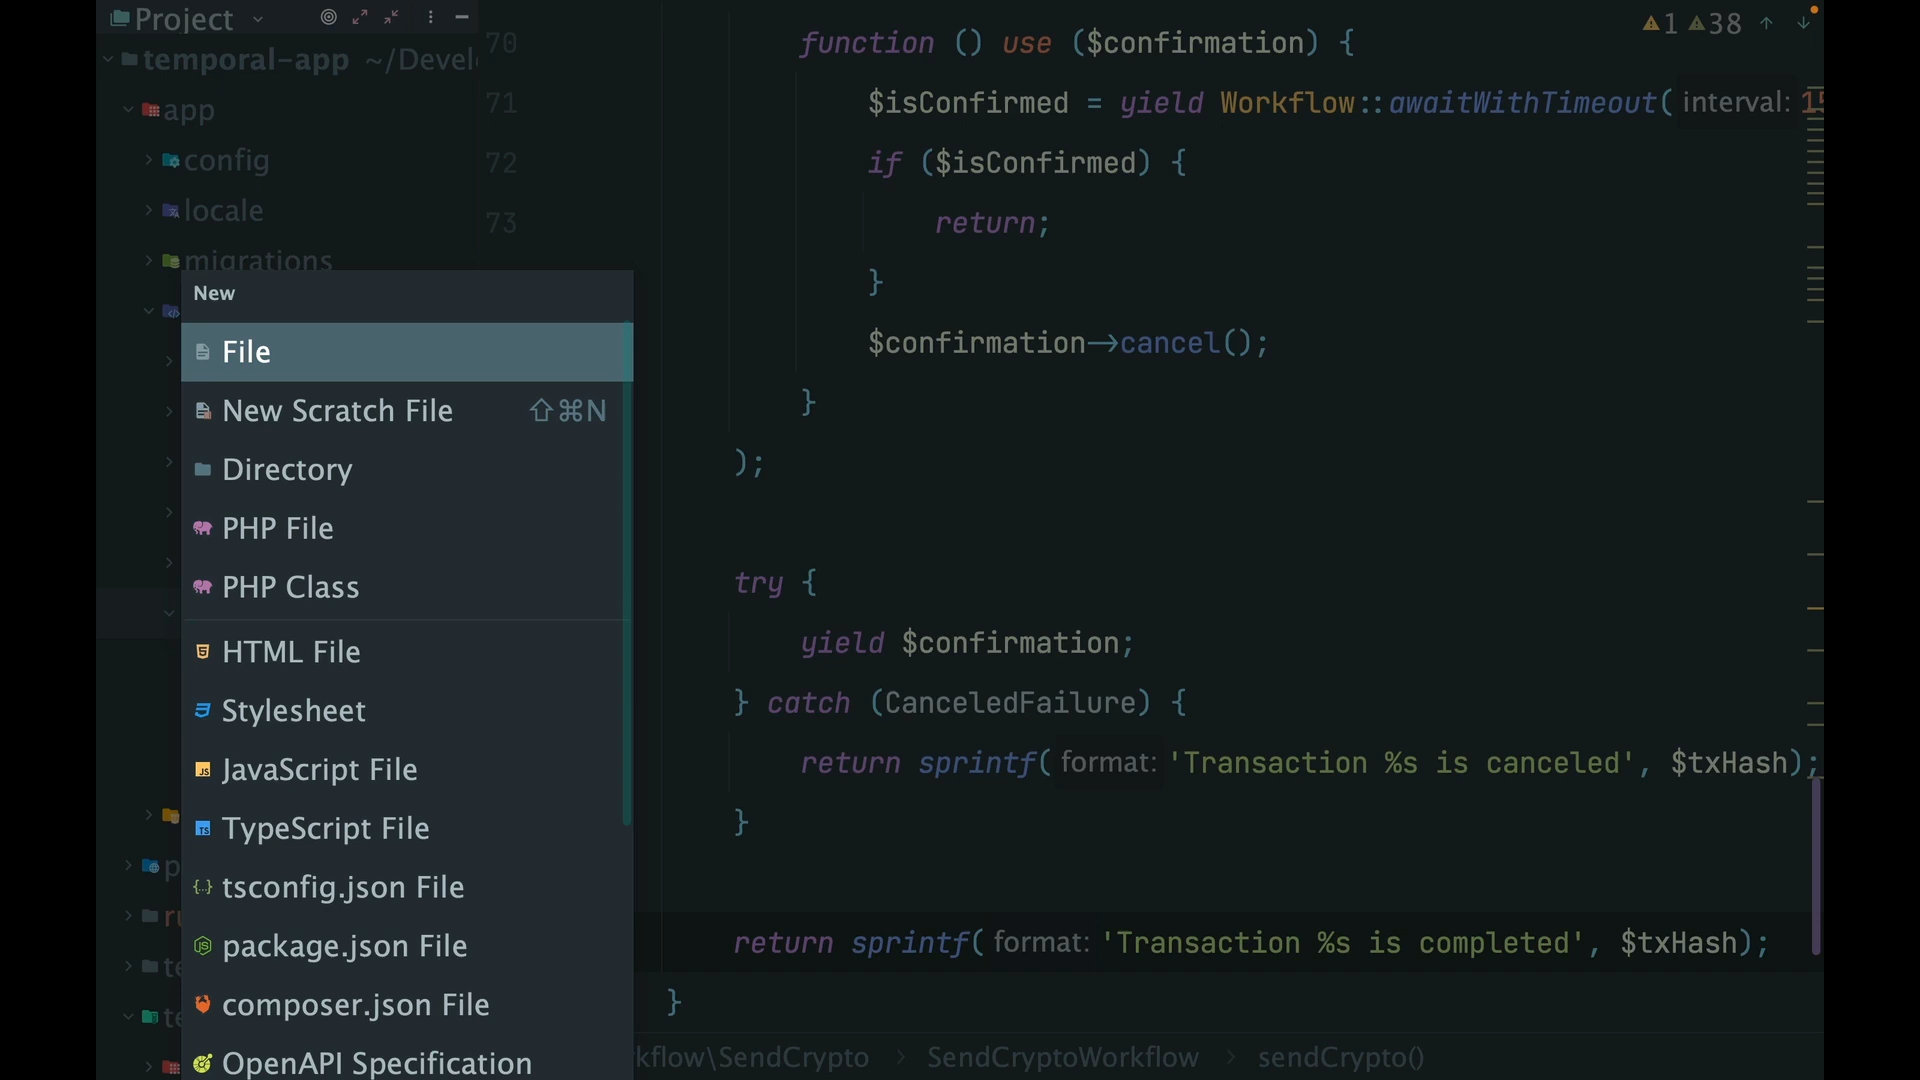 Project
temporal-app ~/Devel
app
config
locale
migrations
New
File
New Scratch File ⇧⌘N
Directory
PHP File
PHP Class
HTML File
Stylesheet
JavaScript File
TypeScript File
tsconfig.json File
package.json File
composer.json File
OpenAPI Specification
1 38
70 function () use ($confirmation) {
71 $isConfirmed = yield Workflow::awaitWithTimeout( interval: 15
72 if ($isConfirmed) {
73 return;
}
$confirmation->cancel();
}
);
try {
yield $confirmation;
} catch (CanceledFailure) {
return sprintf( format: 'Transaction %s is canceled', $txHash);
}
return sprintf( format: 'Transaction %s is completed', $txHash);
}
kflow\SendCrypto > SendCryptoWorkflow > sendCrypto()